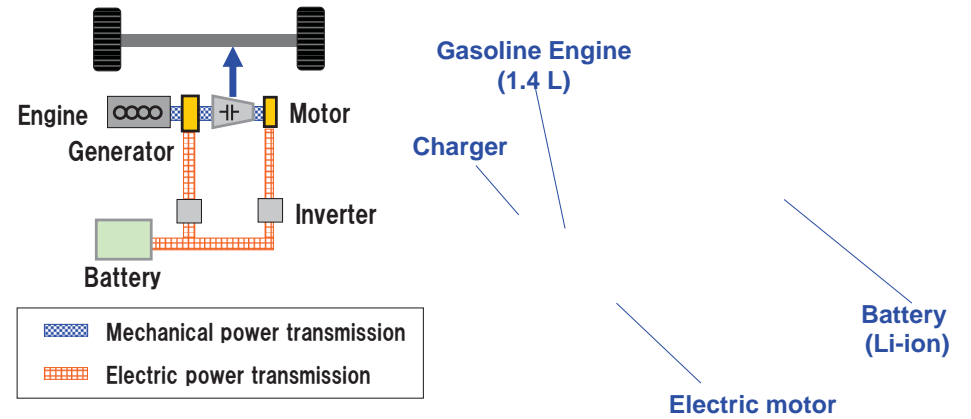 Engine
Generator
Motor
Inverter
Battery
Mechanical power transmission
Electric power transmission
Gasoline Engine
(1.4 L)
Charger
Battery
(Li-ion)
Electric motor